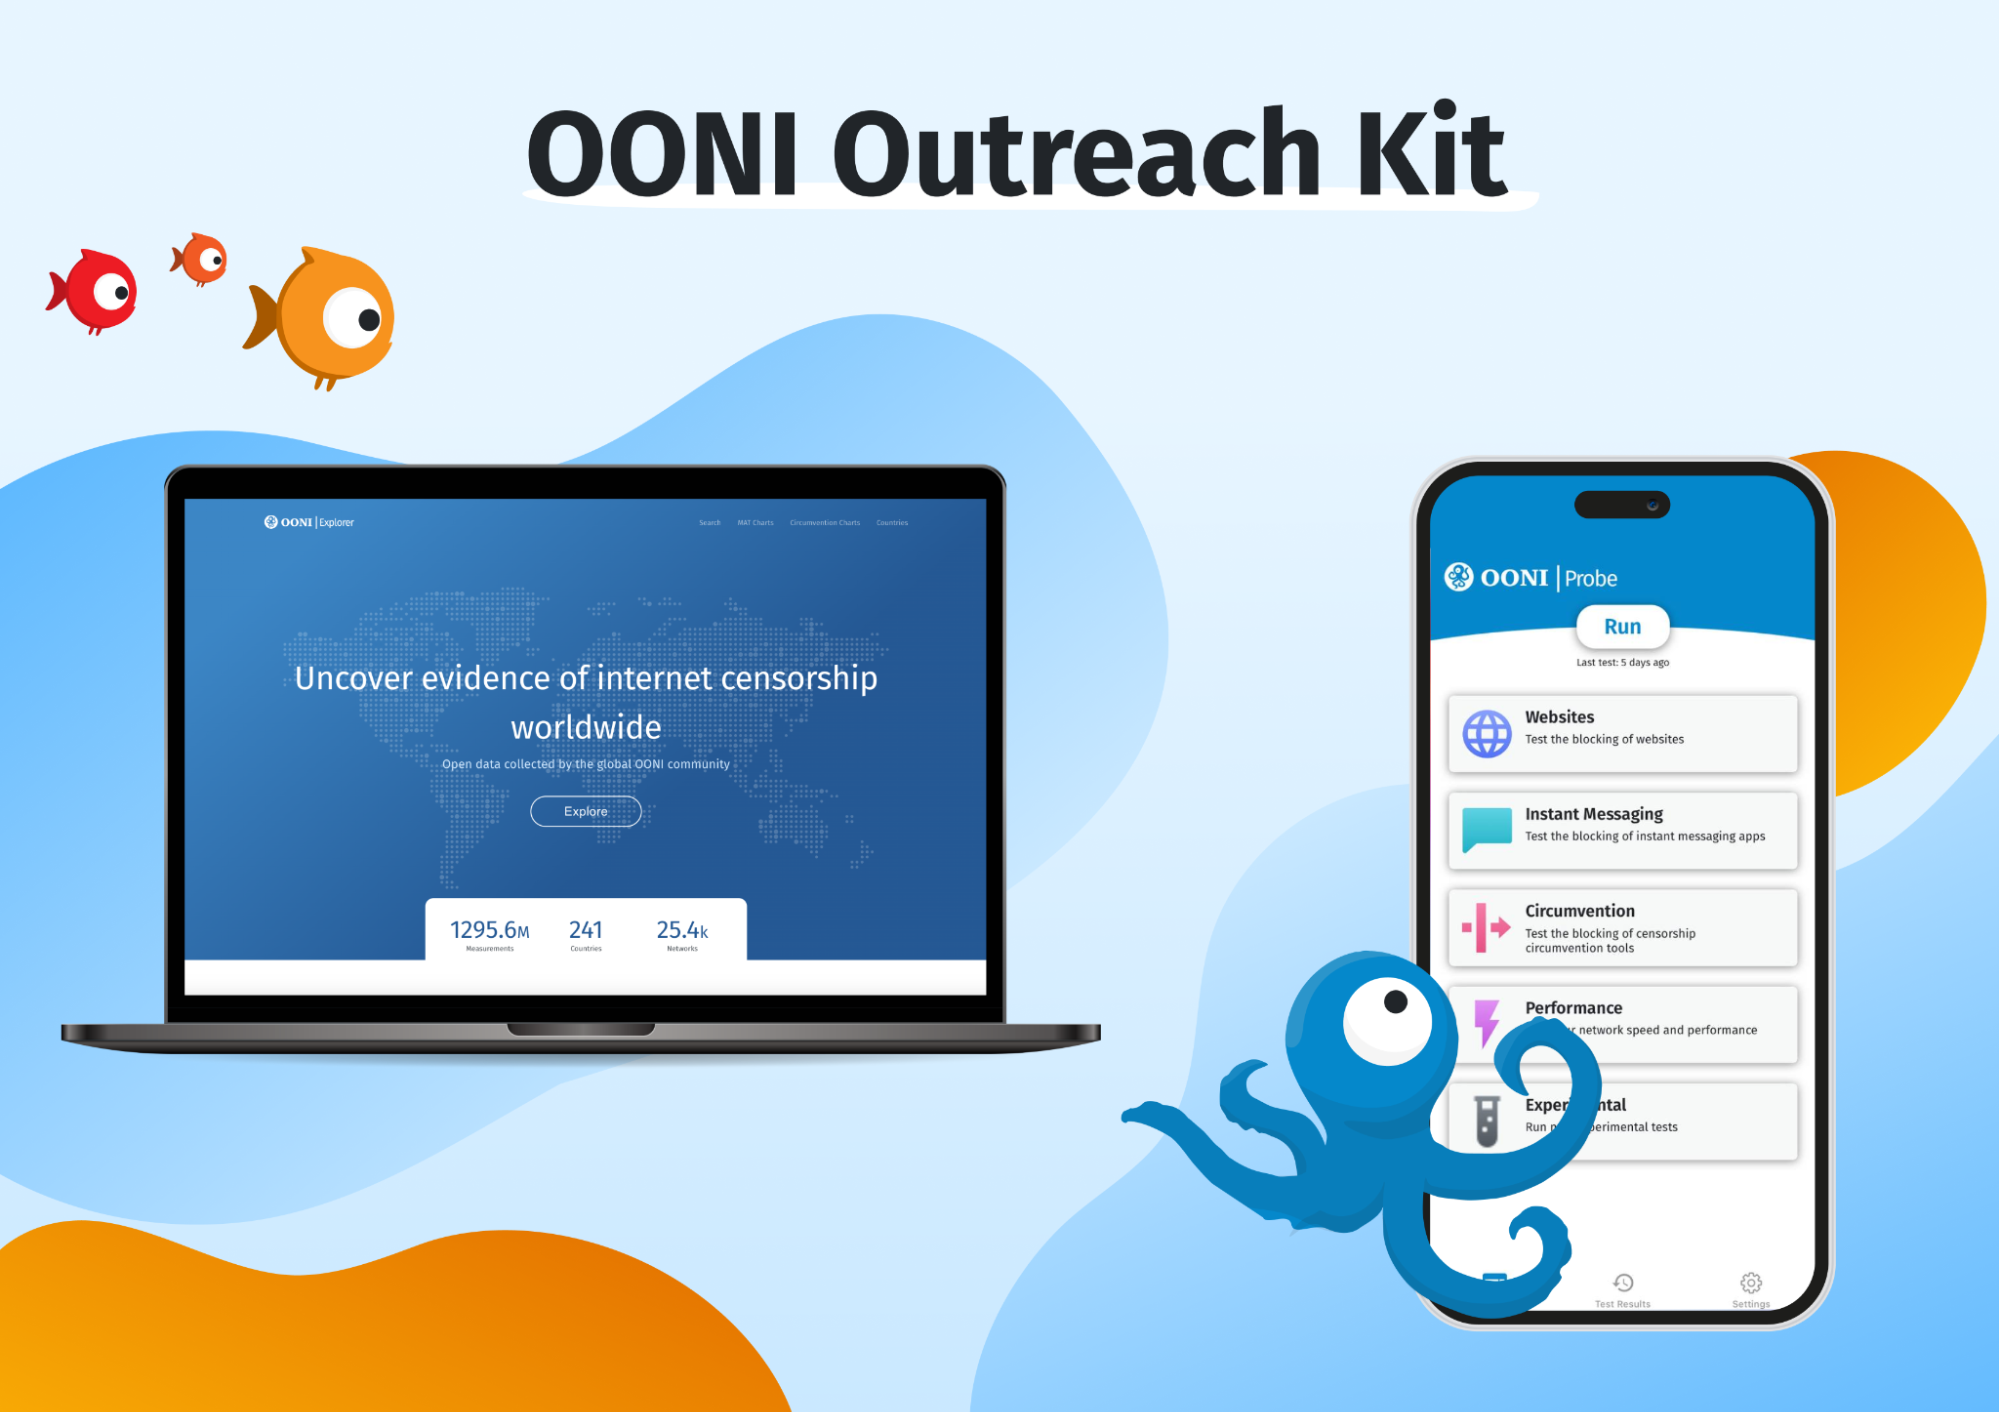 OONI Outreach Kit
OONI | Explorer
Search MAT Charts Circumvention Charts Countries
Uncover evidence of internet censorship
worldwide
Open data collected by the global OONI community
Explore
1295.6M 241 25.4k
Measurements Countries Networks
OONI | Probe
Run
Last test: 5 days ago
Websites
Test the blocking of websites
Instant Messaging
Test the blocking of instant messaging apps
Circumvention
Test the blocking of censorship
circumvention tools
Performance
network speed and performance
Experimental
Run experimental tests
Test Results Settings